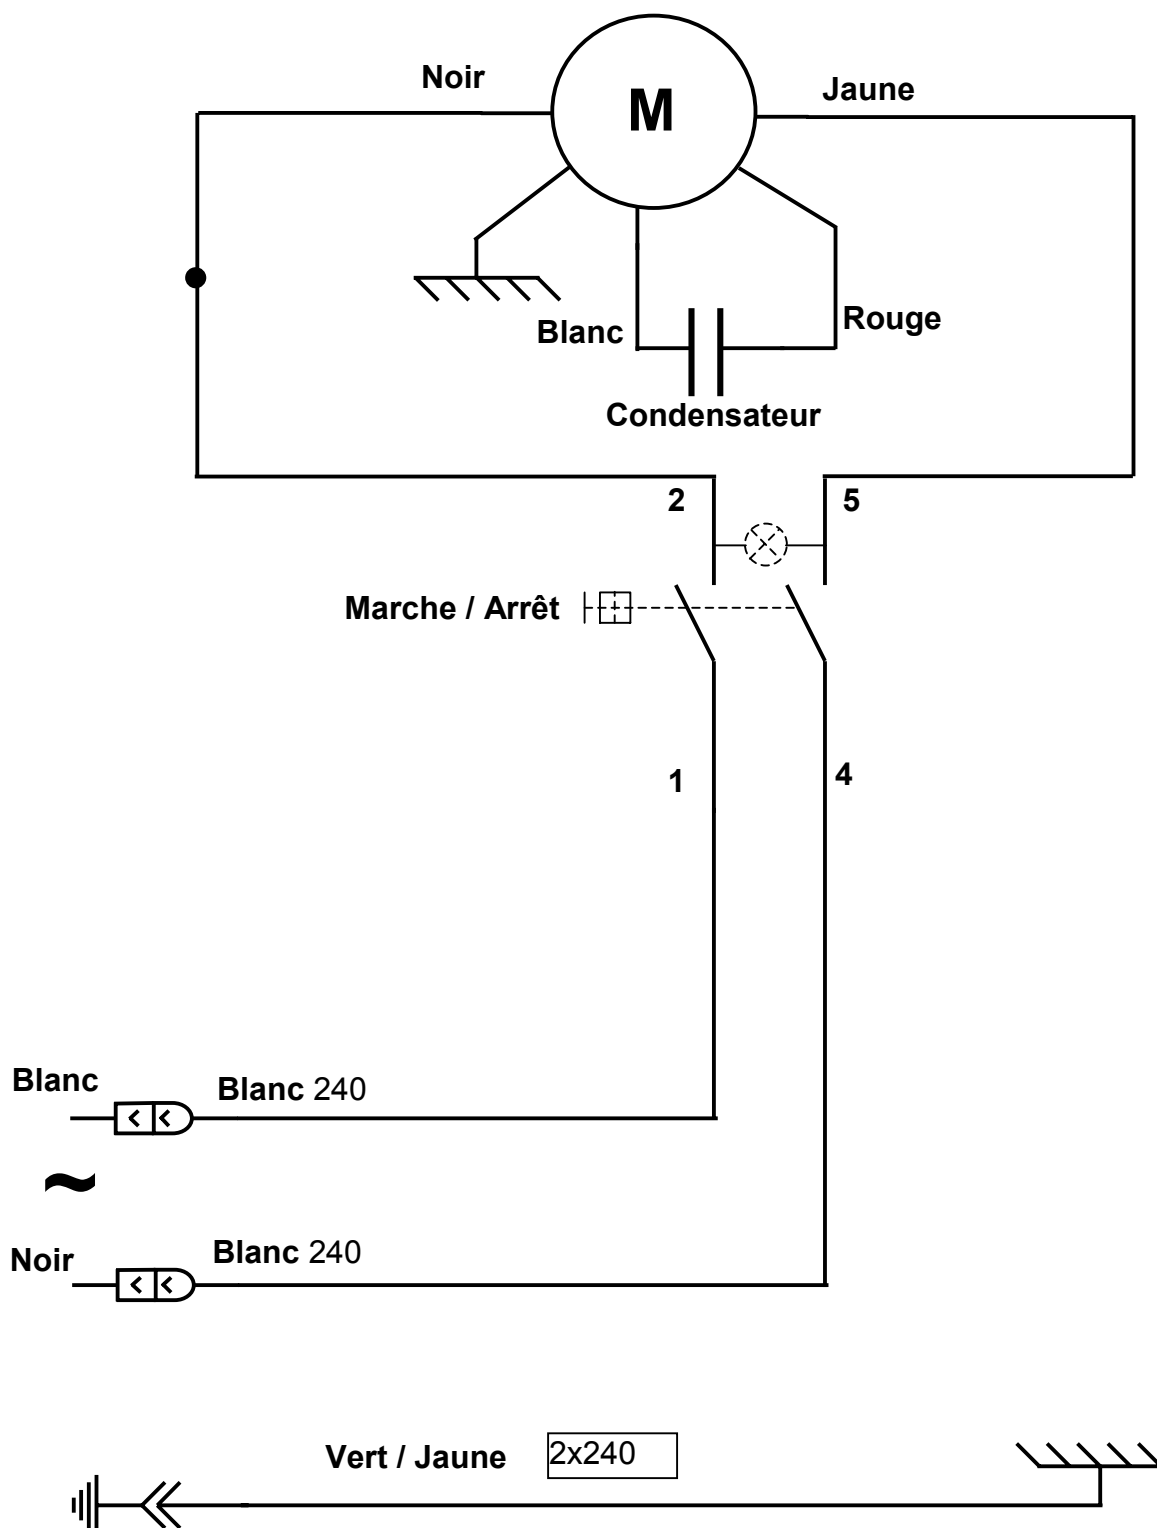 Noir
M
Jaune
Blanc
Rouge
Condensateur
2
5
Marche / Arrêt
1
4
Blanc
Blanc 240
~
Noir
Blanc 240
Vert / Jaune
2x240